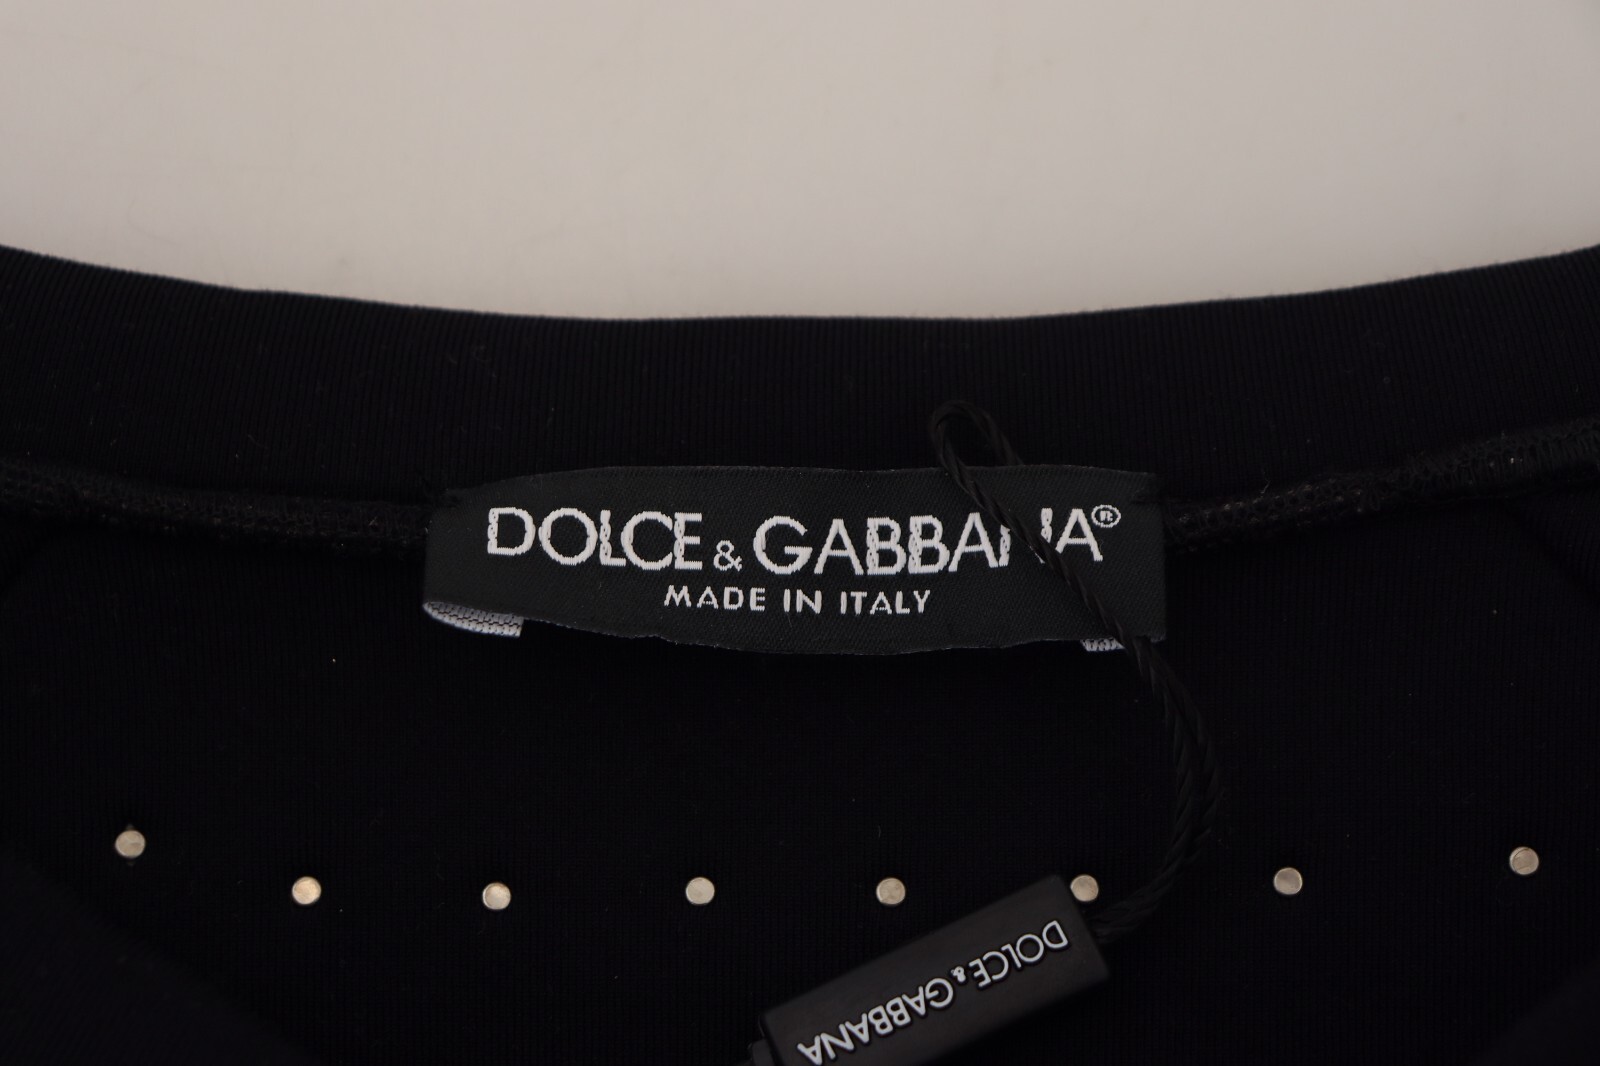 DOLCE & GABBANA®
MADE IN ITALY
DOLCE & GABBANA